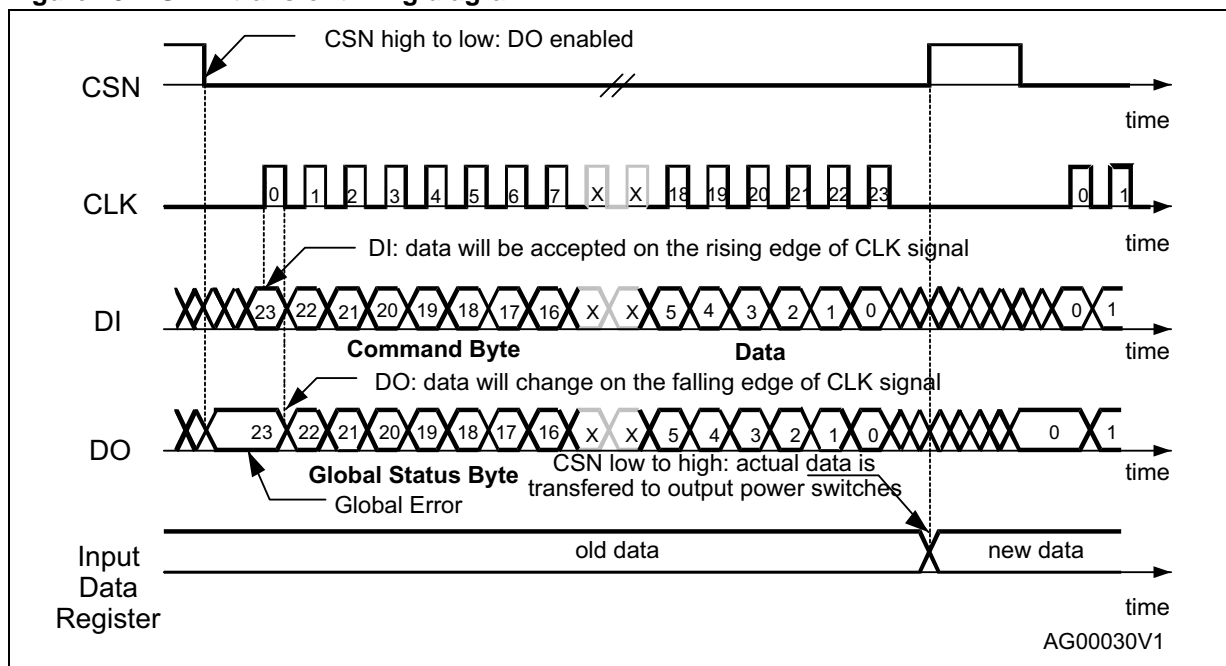 CSN high to low: DO enabled
CSN
time
0 1 2 3 4 5 6 7 X X 18 19 20 21 22 23 0 1
CLK
time
DI: data will be accepted on the rising edge of CLK signal
DI
23 22 21 20 19 18 17 16 X X 5 4 3 2 1 0 0 1
Command Byte
Data
time
DO: data will change on the falling edge of CLK signal
DO
23 22 21 20 19 18 17 16 X X 5 4 3 2 1 0 0 1
Global Status Byte
CSN low to high: actual data is
transfered to output power switches
time
Global Error
Input
Data
Register
old data
new data
time
AG00030V1